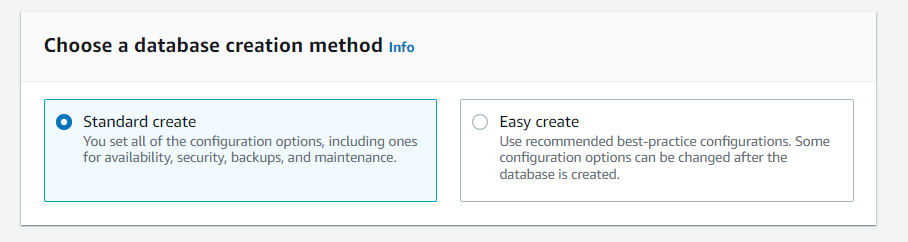 Choose a database creation method Info
Standard create
You set all of the configuration options, including ones
for availability, security, backups, and maintenance.
Easy create
Use recommended best-practice configurations. Some
configuration options can be changed after the
database is created.